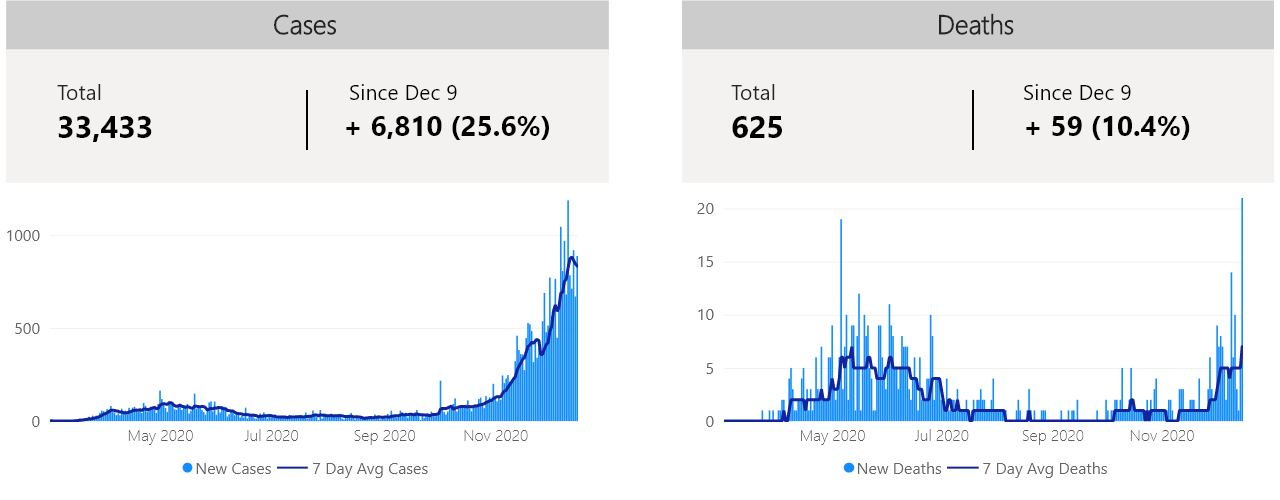 Cases
Total
33,433
Since Dec 9
+ 6,810 (25.6%)
1000
500
0
May 2020
Jul 2020
Sep 2020
Nov 2020
New Cases
7 Day Avg Cases
Deaths
Total
625
Since Dec 9
+ 59 (10.4%)
20
15
10
5
0
May 2020
Jul 2020
Sep 2020
Nov 2020
New Deaths
7 Day Avg Deaths